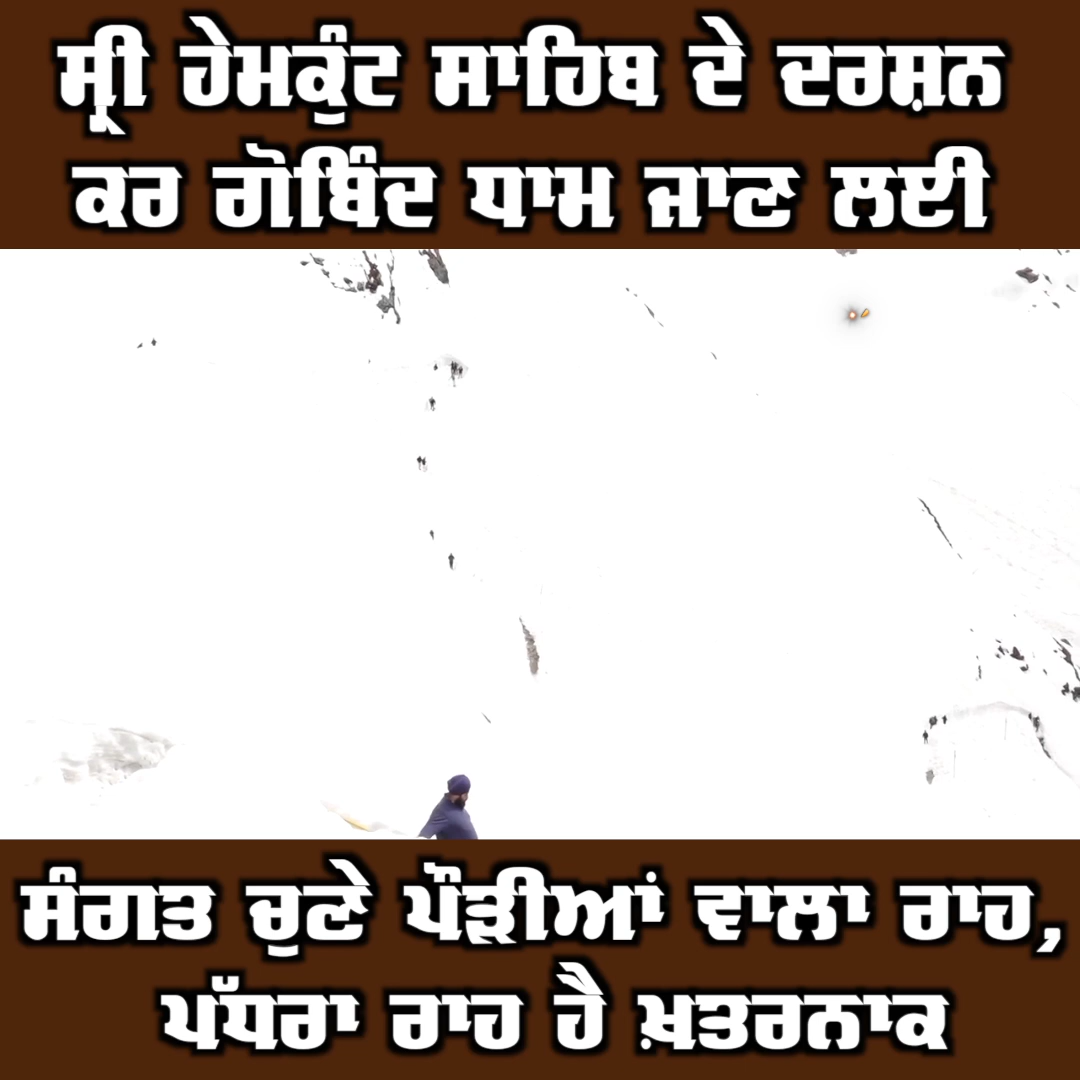 ਸ੍ਰੀ ਹੇਮਕੁੰਟ ਸਾਹਿਬ ਦੇ ਦਰਸ਼ਨ
ਕਰ ਗੋਬਿੰਦ ਧਾਮ ਜਾਣ ਲਈ
ਸੰਗਤ ਚੁਣੇ ਪੌੜੀਆਂ ਵਾਲਾ ਰਾਹ,
ਪੱਧਰਾ ਰਾਹ ਹੈ ਖ਼ਤਰਨਾਕ